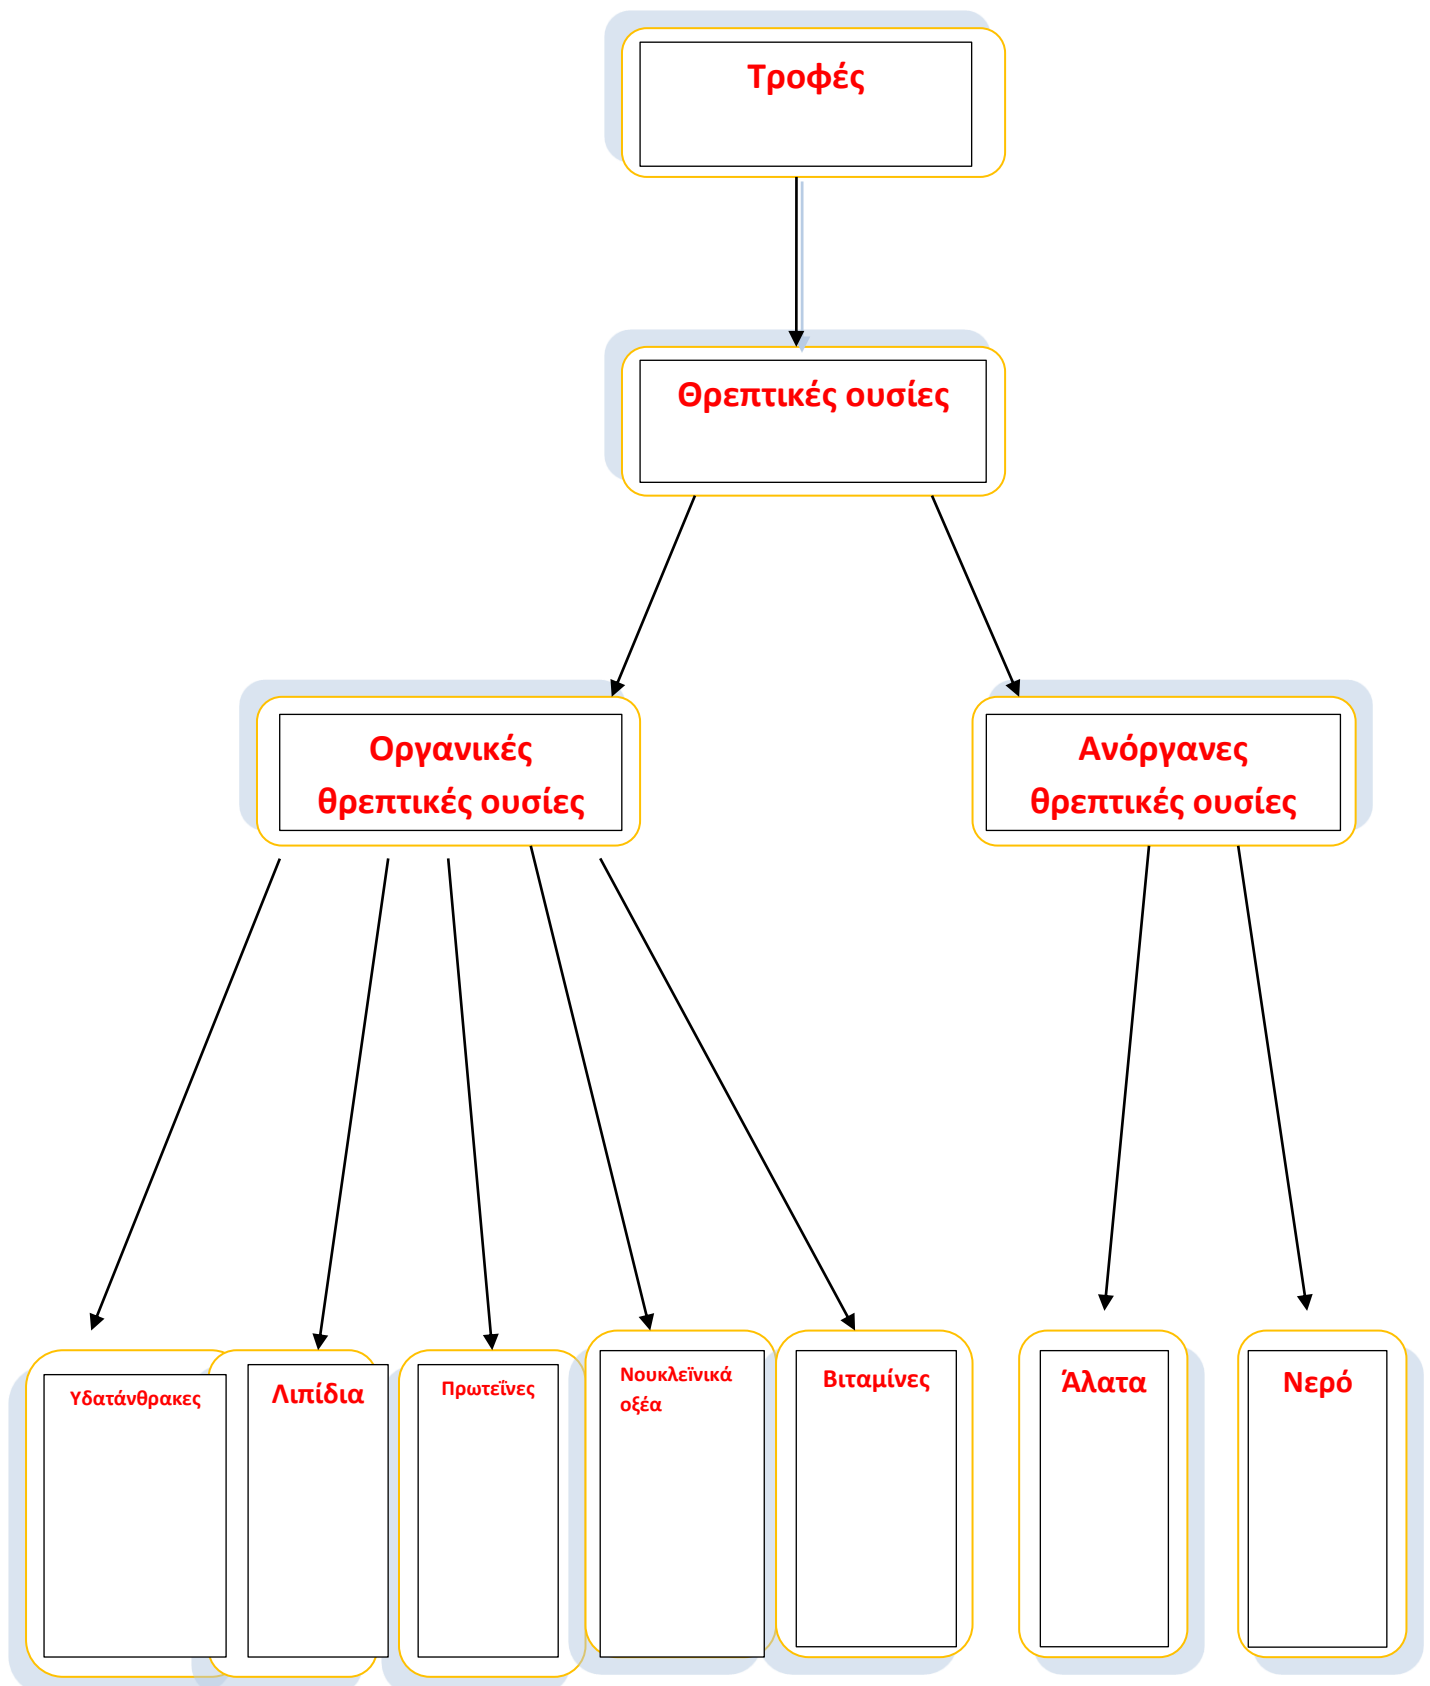 Τροφές
Θρεπτικές ουσίες
Οργανικές
θρεπτικές ουσίες
Ανόργανες
θρεπτικές ουσίες
Υδατάνθρακες
Λιπίδια
Πρωτεΐνες
Νουκλεϊνικά
οξέα
Βιταμίνες
Άλατα
Νερό